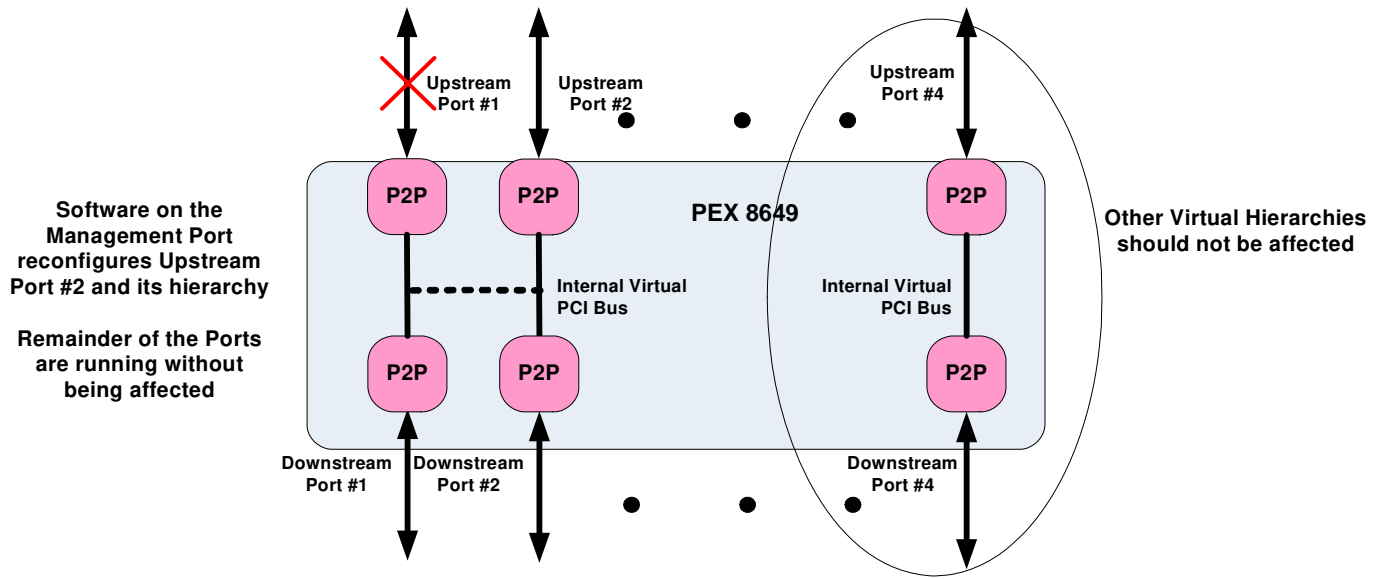 Upstream
Port #1
Upstream
Port #2
Upstream
Port #4
P2P
P2P
P2P
PEX 8649
Software on the
Management Port
reconfigures Upstream
Port #2 and its hierarchy
Remainder of the Ports
are running without
being affected
Other Virtual Hierarchies
should not be affected
Internal Virtual
PCI Bus
Internal Virtual
PCI Bus
P2P
P2P
P2P
Downstream
Port #1
Downstream
Port #2
Downstream
Port #4